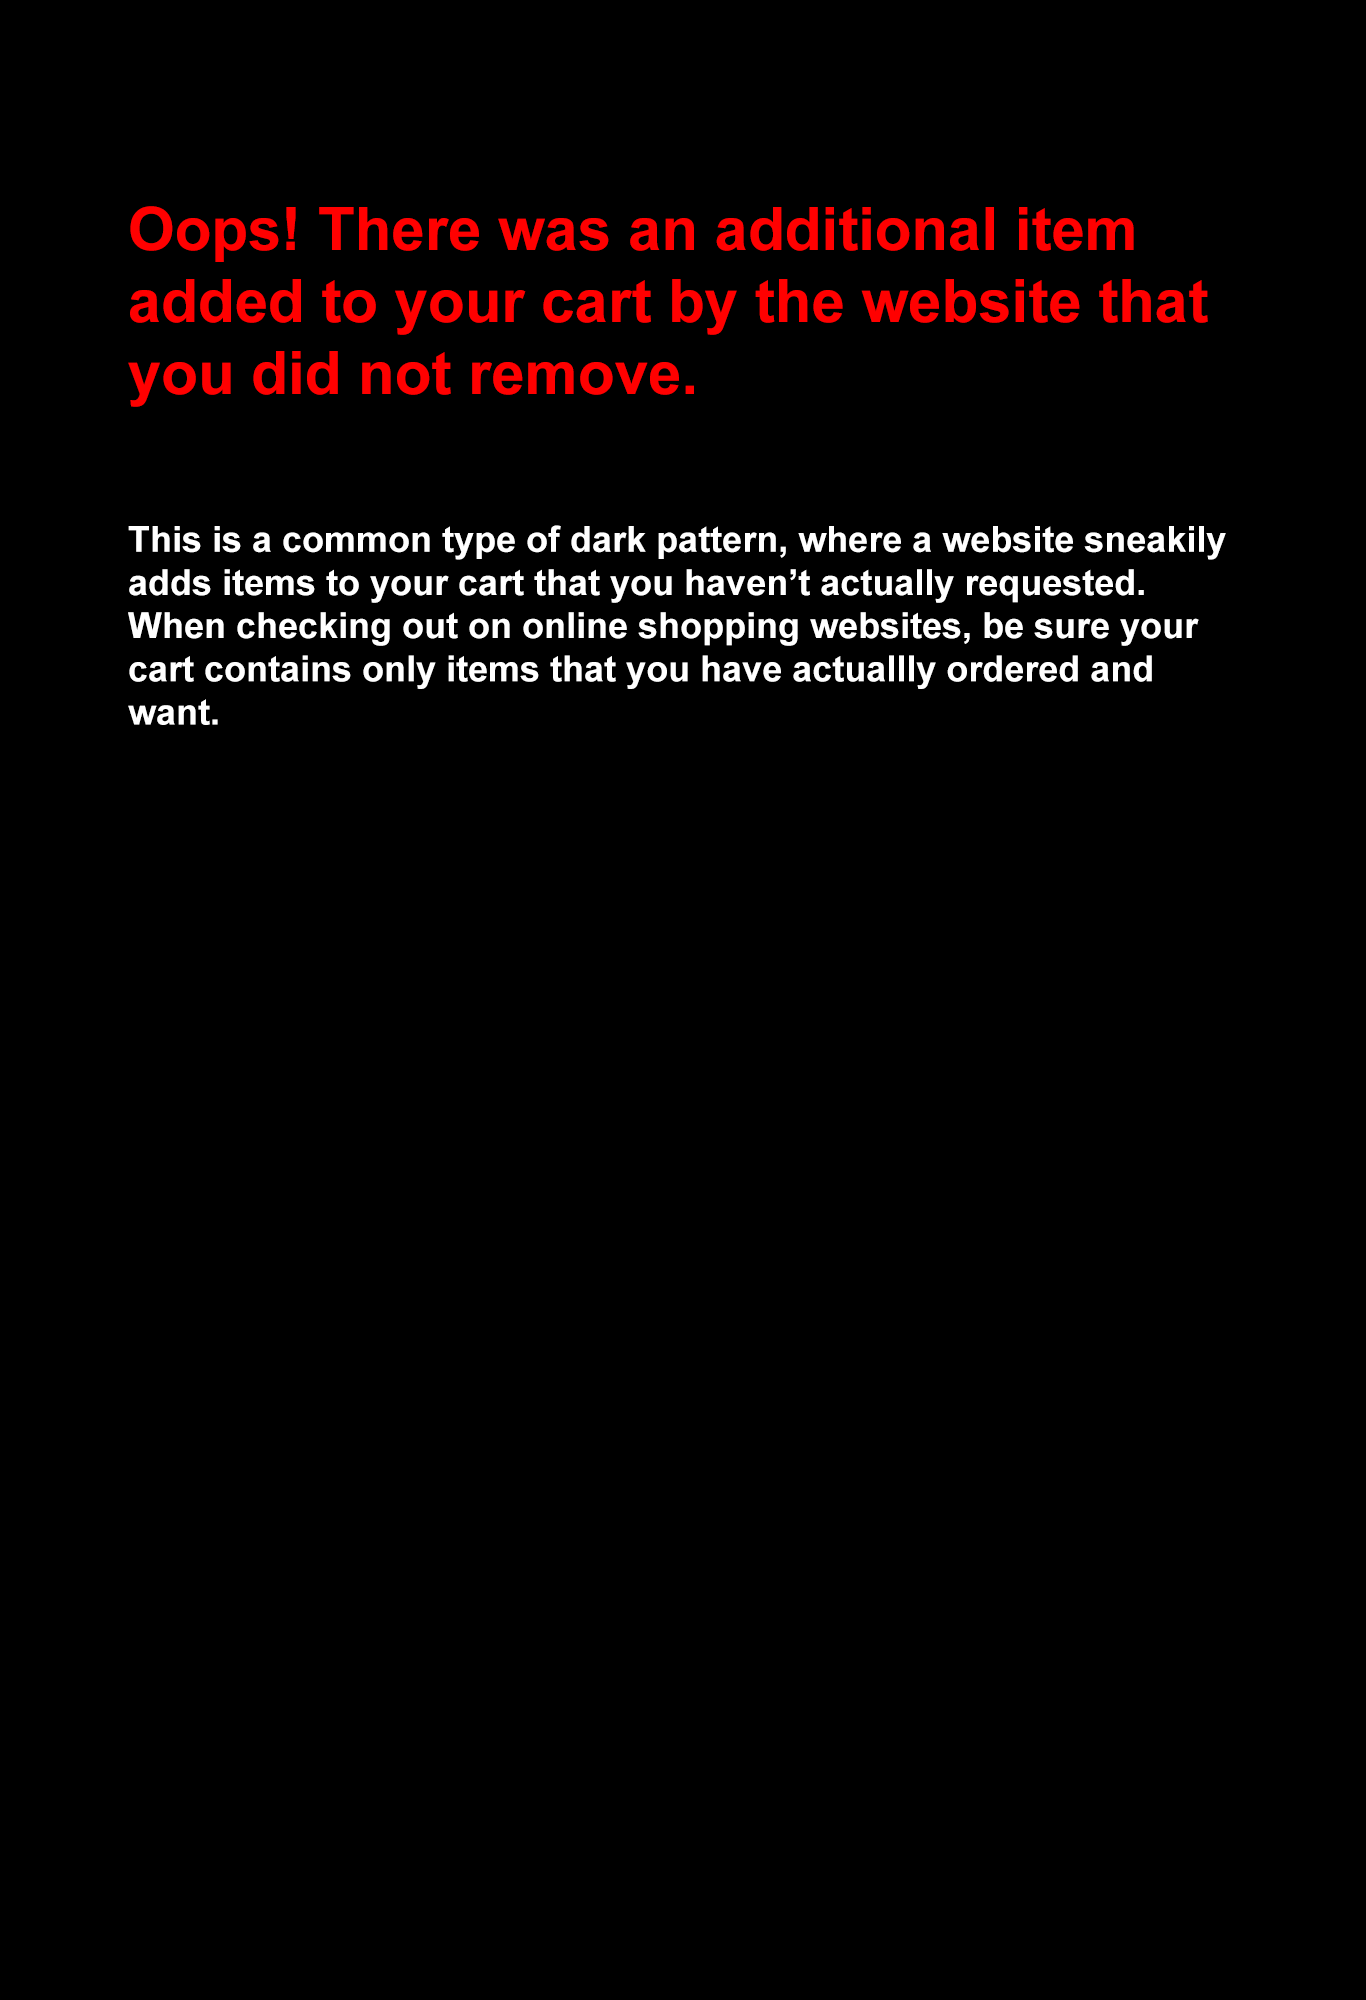 Oops! There was an additional item
added to your cart by the website that
you did not remove.
This is a common type of dark pattern, where a website sneakily
adds items to your cart that you haven’t actually requested.
When checking out on online shopping websites, be sure your
cart contains only items that you have actuallly ordered and
want.